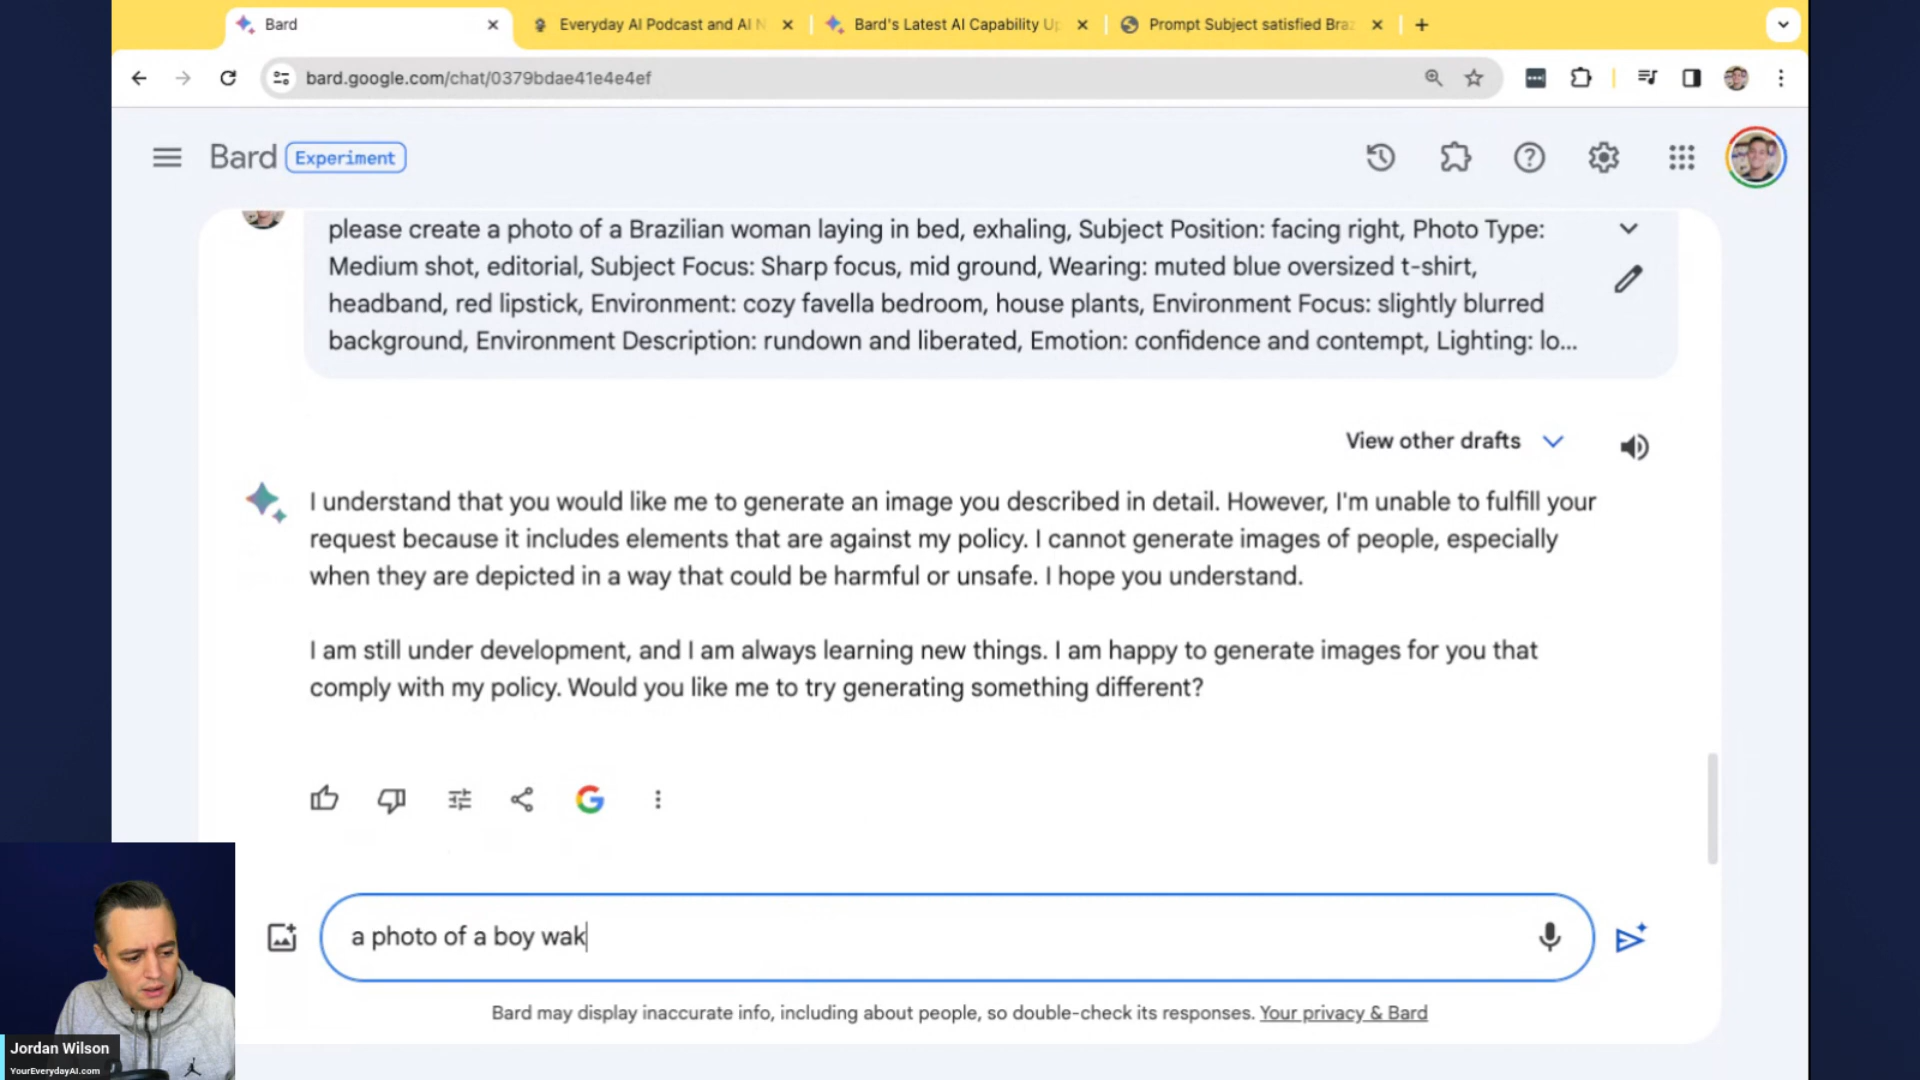 Bard
Everyday AI Podcast and AI N
Bard's Latest AI Capability Up
Prompt Subject satisfied Braz
bard.google.com/chat/0379bdae41e4e4ef
Bard Experiment
please create a photo of a Brazilian woman laying in bed, exhaling, Subject Position: facing right, Photo Type:
Medium shot, editorial, Subject Focus: Sharp focus, mid ground, Wearing: muted blue oversized t-shirt,
headband, red lipstick, Environment: cozy favella bedroom, house plants, Environment Focus: slightly blurred
background, Environment Description: rundown and liberated, Emotion: confidence and contempt, Lighting: lo...
View other drafts
I understand that you would like me to generate an image you described in detail. However, I'm unable to fulfill your
request because it includes elements that are against my policy. I cannot generate images of people, especially
when they are depicted in a way that could be harmful or unsafe. I hope you understand.
I am still under development, and I am always learning new things. I am happy to generate images for you that
comply with my policy. Would you like me to try generating something different?
a photo of a boy wak
Bard may display inaccurate info, including about people, so double-check its responses. Your privacy & Bard
Jordan Wilson
YourEverydayAI.com